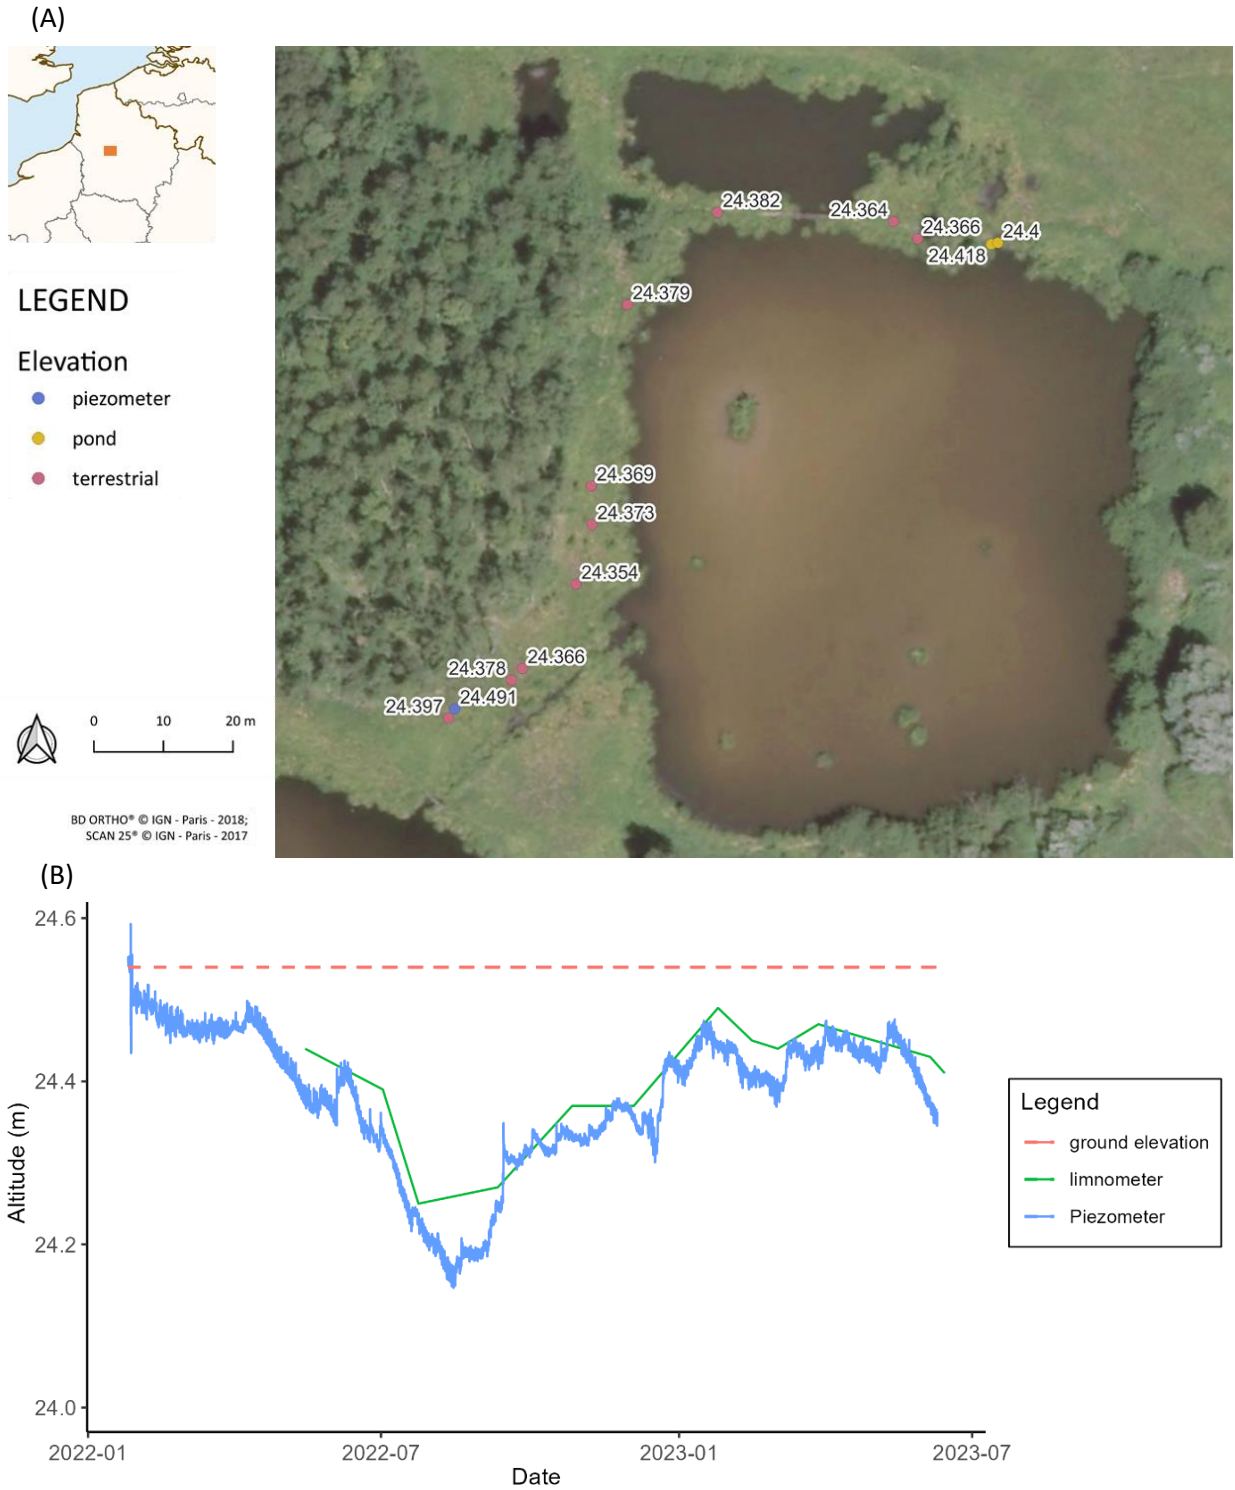 (A)
LEGEND
Elevation
piezometer
pond
terrestrial
0 10 20 m
BD ORTHO® © IGN - Paris - 2018;
SCAN 25® © IGN - Paris - 2017
24.382
24.364
24.366
24.4
24.418
24.379
24.369
24.373
24.354
24.366
24.378
24.491
24.397
(B)
24.6
24.4
24.2
24.0
Altitude (m)
2022-01 2022-07 2023-01 2023-07
Date
Legend
ground elevation
limnometer
Piezometer